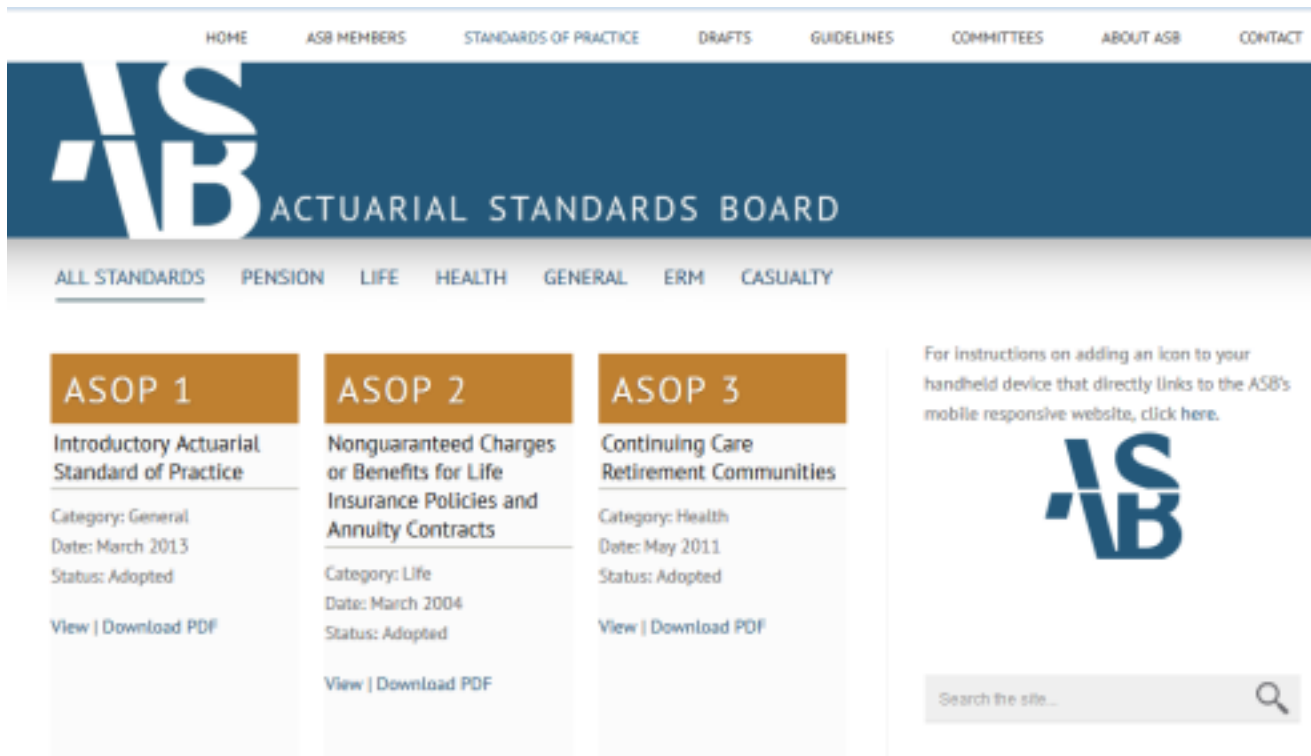 HOME ASB MEMBERS STANDARDS OF PRACTICE DRAFTS GUIDELINES COMMITTEES ABOUT ASB CONTACT
ASB
ACTUARIAL STANDARDS BOARD
ALL STANDARDS PENSION LIFE HEALTH GENERAL ERM CASUALTY
ASOP 1
Introductory Actuarial
Standard of Practice
Category: General
Date: March 2013
Status: Adopted
View | Download PDF
ASOP 2
Nonguaranteed Charges
or Benefits for Life
Insurance Policies and
Annuity Contracts
Category: Life
Date: March 2004
Status: Adopted
View | Download PDF
ASOP 3
Continuing Care
Retirement Communities
Category: Health
Date: May 2011
Status: Adopted
View | Download PDF
For instructions on adding an icon to your
handheld device that directly links to the ASB's
mobile responsive website, click here.
ASB
Search the site...